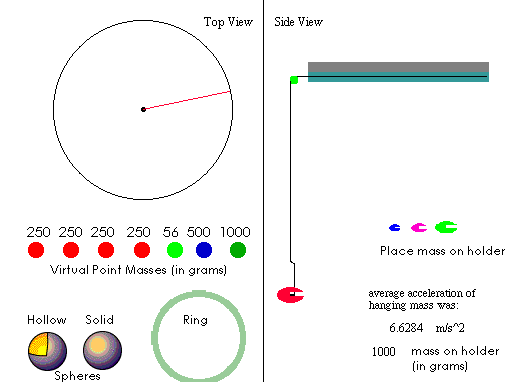 Top View
Side View
250 250 250 250 56 500 1000
Virtual Point Masses (in grams)
Place mass on holder
average acceleration of
hanging mass was:
6.6284 m/s^2
1000 mass on holder
(in grams)
Hollow Solid
Ring
Spheres